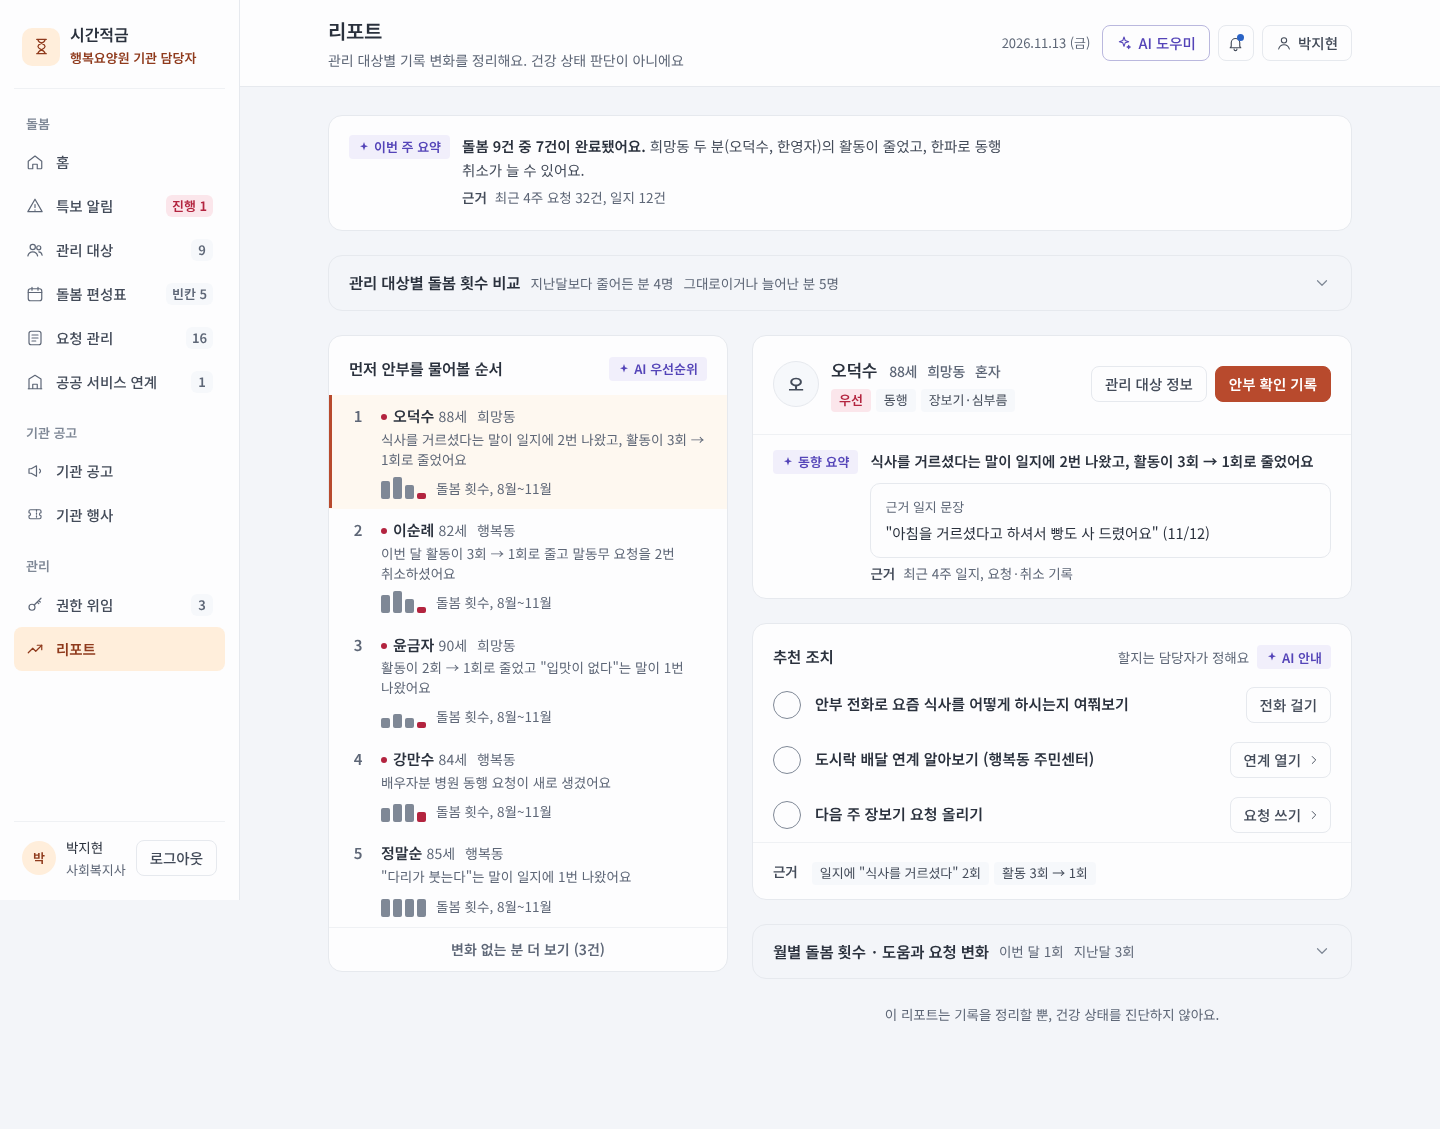 시간적금
행복요양원 기관 담당자
돌봄
홈
특보 알림 진행 1
관리 대상 9
돌봄 편성표 빈칸 5
요청 관리 16
공공 서비스 연계 1
기관 공고
기관 공고
기관 행사
관리
권한 위임 3
리포트
박
박지현
사회복지사
로그아웃
리포트
관리 대상별 기록 변화를 정리해요. 건강 상태 판단이 아니에요
2026.11.13 (금)
AI 도우미
박지현
이번 주 요약
돌봄 9건 중 7건이 완료됐어요. 희망동 두 분(오덕수, 한영자)의 활동이 줄었고, 한파로 동행
취소가 늘 수 있어요.
근거 최근 4주 요청 32건, 일지 12건
관리 대상별 돌봄 횟수 비교 지난달보다 줄어든 분 4명 그대로이거나 늘어난 분 5명
먼저 안부를 물어볼 순서
AI 우선순위
1 오덕수 88세 희망동
식사를 거르셨다는 말이 일지에 2번 나왔고, 활동이 3회 →
1회로 줄었어요
돌봄 횟수, 8월~11월
2 이순례 82세 행복동
이번 달 활동이 3회 → 1회로 줄고 말동무 요청을 2번
취소하셨어요
돌봄 횟수, 8월~11월
3 윤금자 90세 희망동
활동이 2회 → 1회로 줄었고 "입맛이 없다"는 말이 1번
나왔어요
돌봄 횟수, 8월~11월
4 강만수 84세 행복동
배우자분 병원 동행 요청이 새로 생겼어요
돌봄 횟수, 8월~11월
5 정말순 85세 행복동
"다리가 붓는다"는 말이 일지에 1번 나왔어요
돌봄 횟수, 8월~11월
변화 없는 분 더 보기 (3건)
오
오덕수 88세 희망동 혼자
우선 동행 장보기·심부름
관리 대상 정보
안부 확인 기록
동향 요약
식사를 거르셨다는 말이 일지에 2번 나왔고, 활동이 3회 → 1회로 줄었어요
근거 일지 문장
"아침을 거르셨다고 하셔서 빵도 사 드렸어요" (11/12)
근거 최근 4주 일지, 요청·취소 기록
추천 조치
할지는 담당자가 정해요
AI 안내
안부 전화로 요즘 식사를 어떻게 하시는지 여쭤보기
전화 걸기
도시락 배달 연계 알아보기 (행복동 주민센터)
연계 열기
다음 주 장보기 요청 올리기
요청 쓰기
근거 일지에 "식사를 거르셨다" 2회 활동 3회 → 1회
월별 돌봄 횟수 · 도움과 요청 변화 이번 달 1회 지난달 3회
이 리포트는 기록을 정리할 뿐, 건강 상태를 진단하지 않아요.